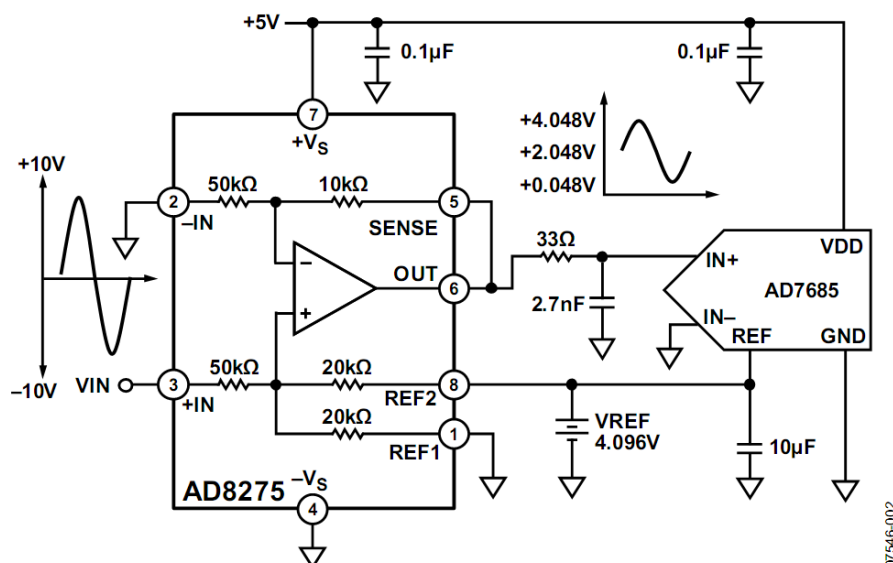 +5V
0.1µF
0.1µF
7
+VS
+4.048V
+2.048V
+0.048V
+10V
50kΩ
10kΩ
2
–IN
5
SENSE
33Ω
IN+
VDD
OUT
6
2.7nF
AD7685
IN–
REF
GND
–10V
VIN
3
+IN
50kΩ
20kΩ
8
REF2
20kΩ
1
REF1
VREF
4.096V
10µF
AD8275
–VS
4
07546-002